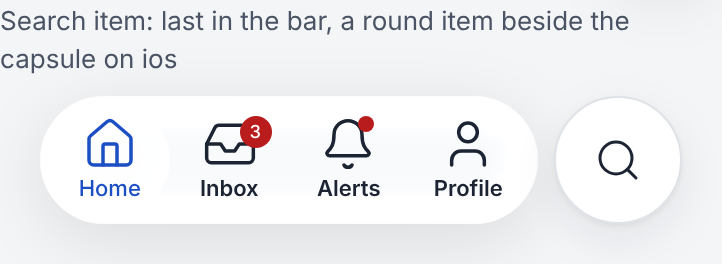 Search item: last in the bar, a round item beside the
capsule on ios
3
Home
Inbox
Alerts
Profile